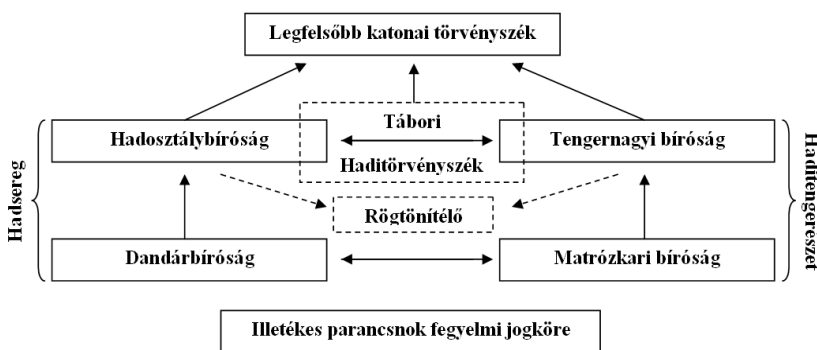 Legfelsőbb katonai törvényszék
Hadsereg
Hadosztálybíróság
Tábori
Haditörvényszék
Tengernagyi bíróság
Haditengerészet
Rögtönítélő
Dandárbíróság
Matrózkari bíróság
Illetékes parancsnok fegyelmi jogköre